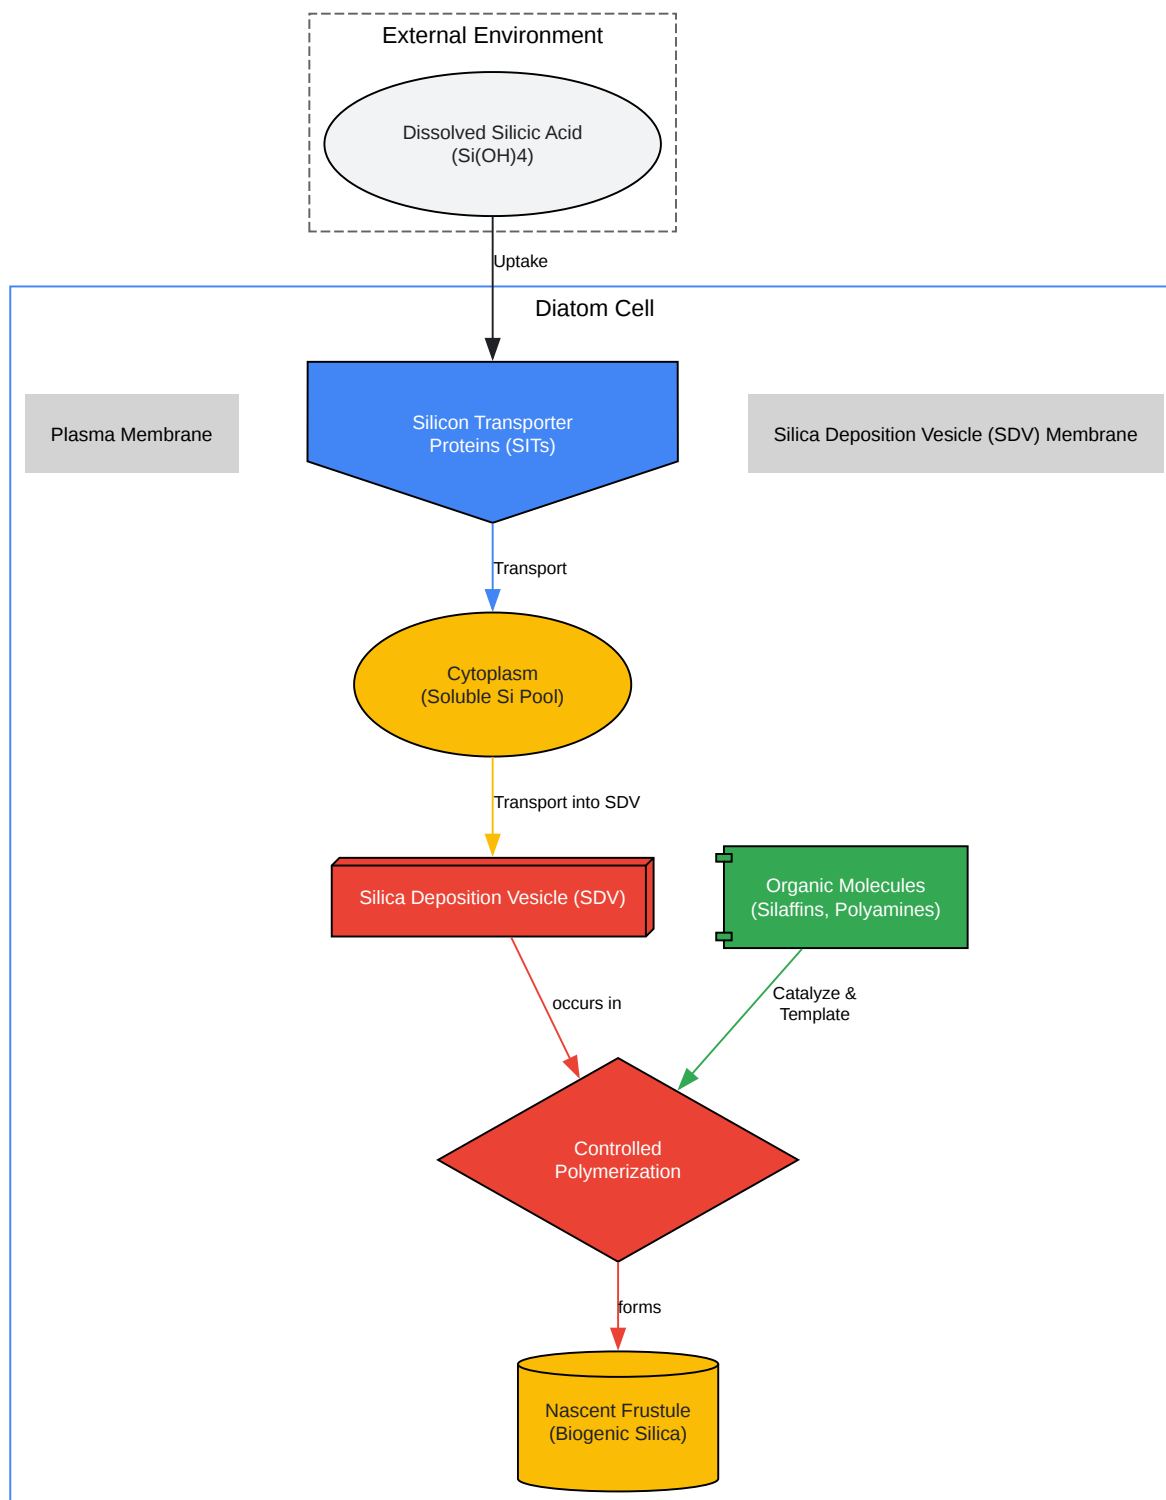 External Environment
Dissolved Silicic Acid
(Si(OH)4)
Uptake
Diatom Cell
Plasma Membrane
Silicon Transporter
Proteins (SITs)
Silica Deposition Vesicle (SDV) Membrane
Transport
Cytoplasm
(Soluble Si Pool)
Transport into SDV
Silica Deposition Vesicle (SDV)
Organic Molecules
(Silaffins, Polyamines)
occurs in
Catalyze &
Template
Controlled
Polymerization
forms
Nascent Frustule
(Biogenic Silica)